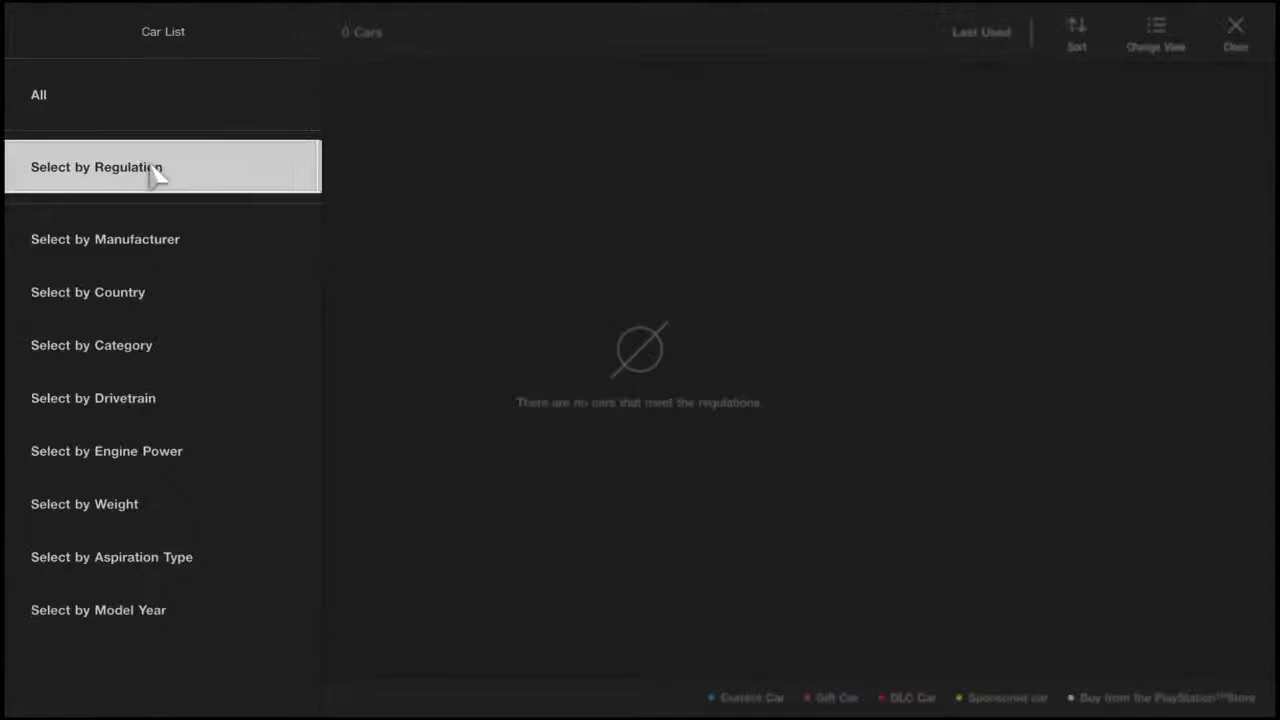 Car List
0 Cars
Last Used
Sort
Change View
Close
All
Select by Regulation
Select by Manufacturer
Select by Country
Select by Category
Select by Drivetrain
Select by Engine Power
Select by Weight
Select by Aspiration Type
Select by Model Year
There are no cars that meet the regulations.
Current Car
Gift Car
DLC Car
Sponsored car
Buy from the PlayStation™Store